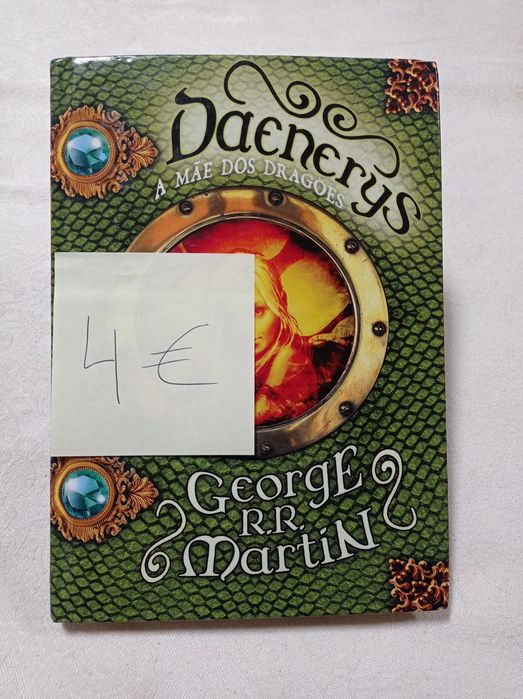 Daenerys
A MÃE DOS DRAGÕES
4 €
George
R.R.
Martin